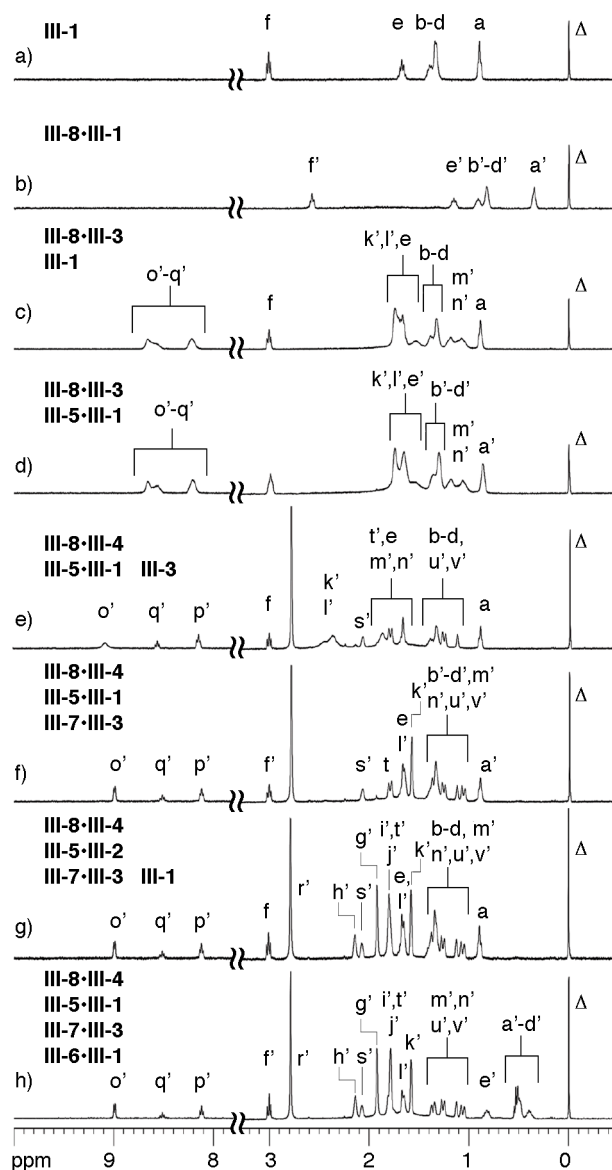 III-1
f e b-d a Δ
a)
III-8•III-1
f' e' b'-d' a' Δ
b)
III-8•III-3
III-1
k',l',e b-d
o'-q' f m' n' a Δ
c)
III-8•III-3
III-5•III-1
k',l',e' b'-d'
o'-q' m' n' a' Δ
d)
III-8•III-4
III-5•III-1 III-3
t',e b-d,
m',n' u',v'
k'
l'
o' q' p' f s' a Δ
e)
III-8•III-4
III-5•III-1
III-7•III-3
b'-d',m'
k' n',u',v'
e
l'
o' q' p' f' s' t a' Δ
f)
III-8•III-4
III-5•III-2
III-7•III-3 III-1
i',t' b-d, m'
g' j' k' n',u',v'
e,
l'
o' q' p' f r' h' s' a Δ
g)
III-8•III-4
III-5•III-1
III-7•III-3
III-6•III-1
g' i',t' m',n' a'-d'
j' u',v'
k'
l'
o' q' p' f' r' h' s' e' Δ
h)
ppm 9 8 3 2 1 0